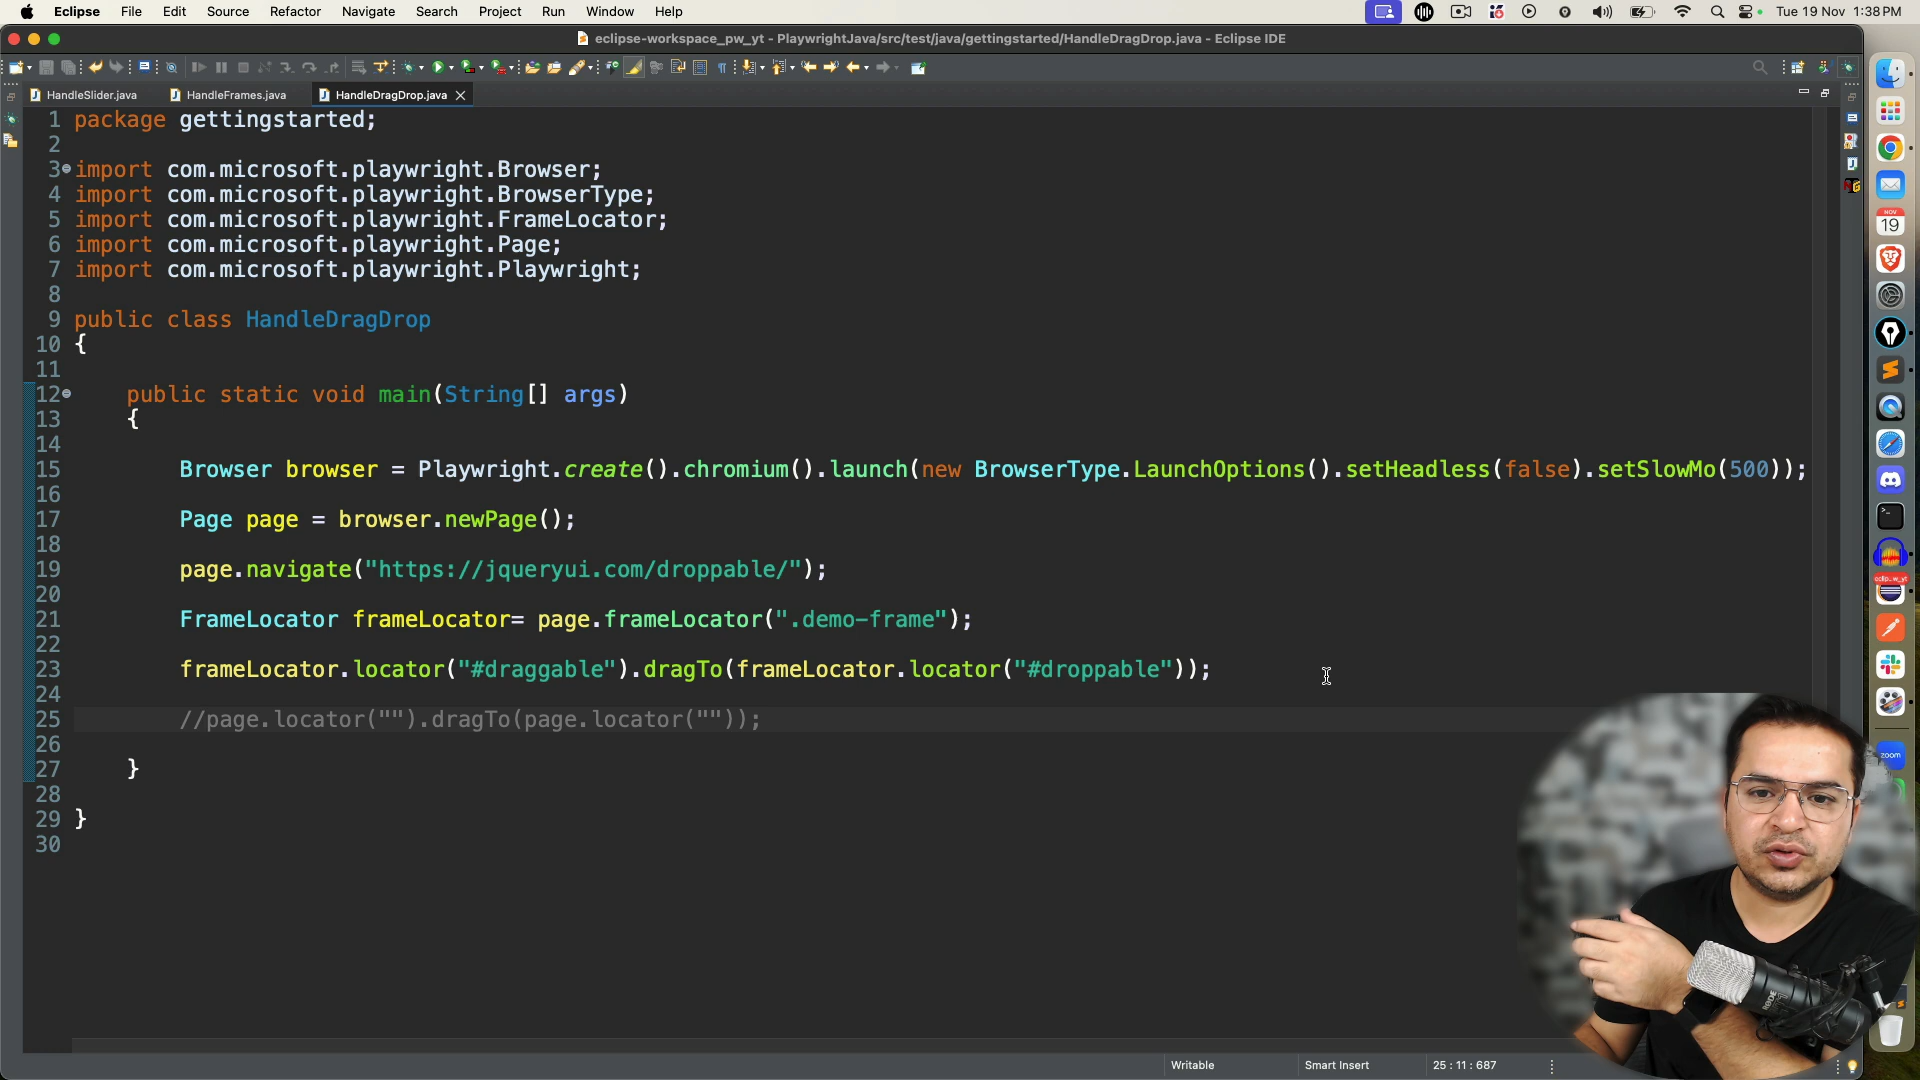 Eclipse File Edit Source Refactor Navigate Search Project Run Window Help Tue 19 Nov 1:38PM
eclipse-workspace_pw_yt - PlaywrightJava/src/test/java/gettingstarted/HandleDragDrop.java - Eclipse IDE
HandleSlider.java HandleFrames.java HandleDragDrop.java
1 package gettingstarted;
2
3 import com.microsoft.playwright.Browser;
4 import com.microsoft.playwright.BrowserType;
5 import com.microsoft.playwright.FrameLocator;
6 import com.microsoft.playwright.Page;
7 import com.microsoft.playwright.Playwright;
8
9 public class HandleDragDrop
10 {
11
12 public static void main(String[] args)
13 {
14
15 Browser browser = Playwright.create().chromium().launch(new BrowserType.LaunchOptions().setHeadless(false).setSlowMo(500));
16
17 Page page = browser.newPage();
18
19 page.navigate("https://jqueryui.com/droppable/");
20
21 FrameLocator frameLocator= page.frameLocator(".demo-frame");
22
23 frameLocator.locator("#draggable").dragTo(frameLocator.locator("#droppable"));
24
25 //page.locator("").dragTo(page.locator(""));
26
27 }
28
29 }
30
Writable Smart Insert 25 : 11 : 687
NOV
19
zoom
RODE